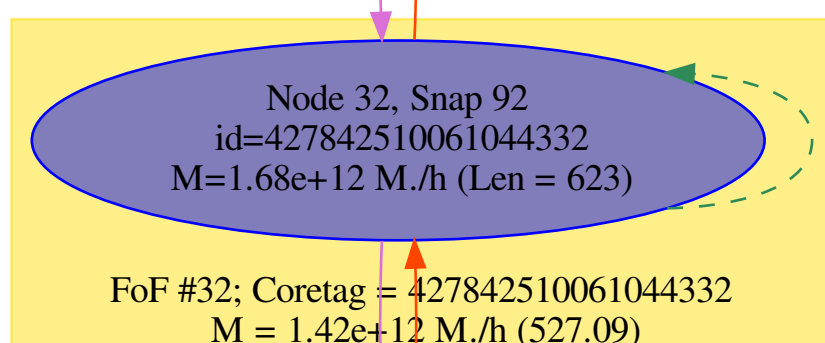 Node 32, Snap 92
id=427842510061044332
M=1.68e+12 M./h (Len = 623)
FoF #32; Coretag = 427842510061044332
M = 1.42e+12 M./h (527.09)